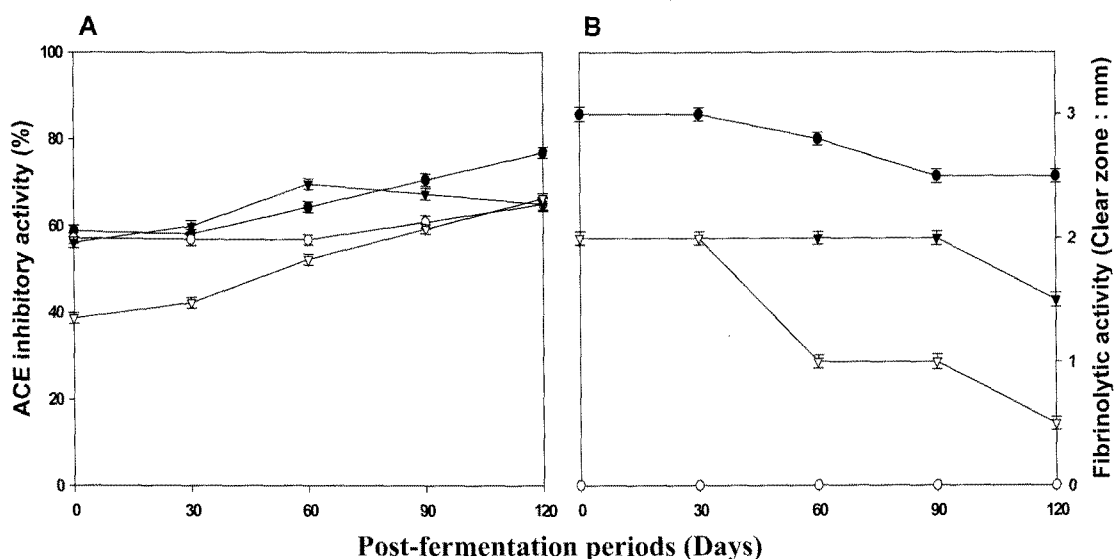 A
B
100
80
60
40
20
0
ACE inhibitory activity (%)
0 30 60 90 120
0 30 60 90 120
3
2
1
0
Fibrinolytic activity (Clear zone : mm)
Post-fermentation periods (Days)